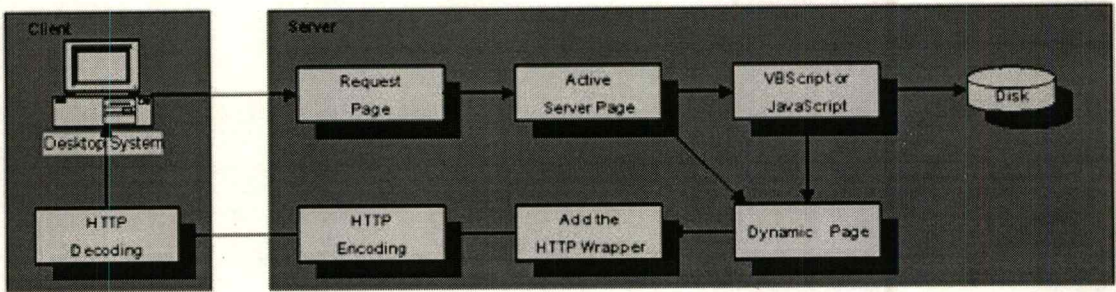 Client
Desktop System
HTTP
Decoding
Server
Request
Page
Active
Server Page
VBScript or
JavaScript
Disk
HTTP
Encoding
Add the
HTTP Wrapper
Dynamic Page